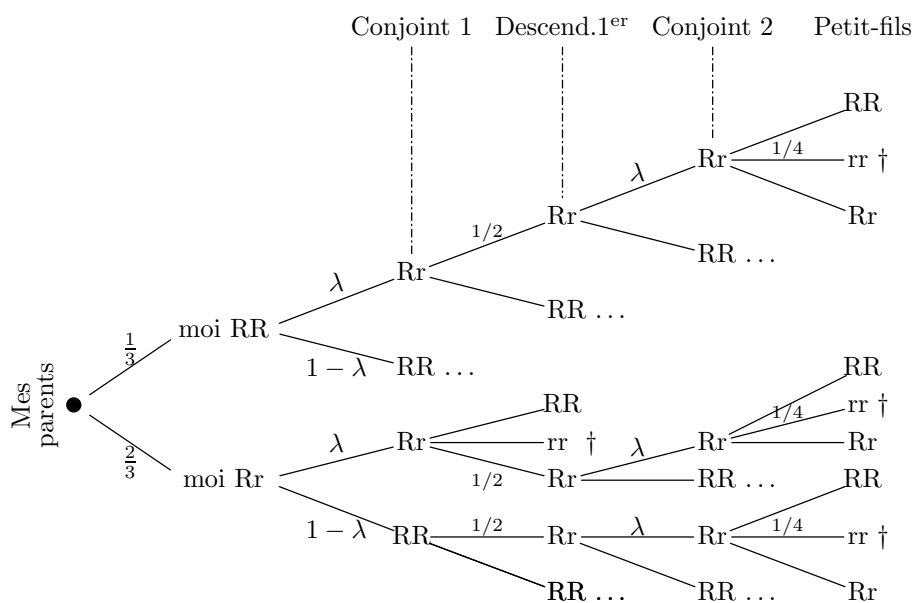 Conjoint 1 Descend.1er Conjoint 2 Petit-fils
RR
1/4 rr †
λ Rr
Rr
1/2 Rr
RR ...
λ Rr
RR ...
1/3 moi RR
1 − λ RR ...
Mes parents
2/3 moi Rr
RR
λ Rr rr †
1/2 Rr
RR
1/4 rr †
λ Rr Rr
RR ...
1 − λ RR 1/2 Rr λ Rr 1/4 rr †
RR
Rr
RR ... RR ...